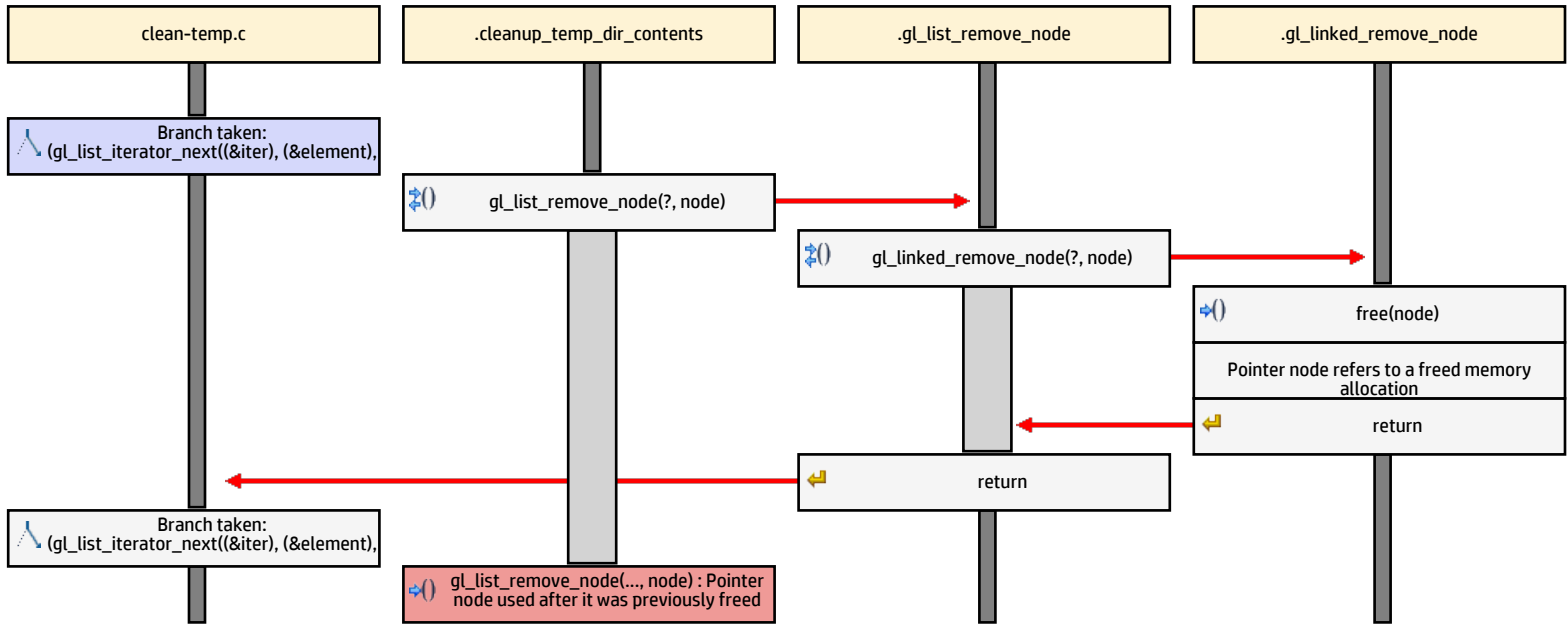 clean-temp.c
.cleanup_temp_dir_contents
.gl_list_remove_node
.gl_linked_remove_node
Branch taken:
(gl_list_iterator_next((&iter), (&element),
gl_list_remove_node(?, node)
gl_linked_remove_node(?, node)
free(node)
Pointer node refers to a freed memory
allocation
return
return
Branch taken:
(gl_list_iterator_next((&iter), (&element),
gl_list_remove_node(..., node) : Pointer
node used after it was previously freed